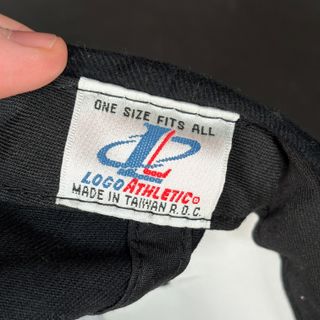 ONE SIZE FITS ALL
LOGO ATHLETIC®
MADE IN TAIWAN R.O.C.